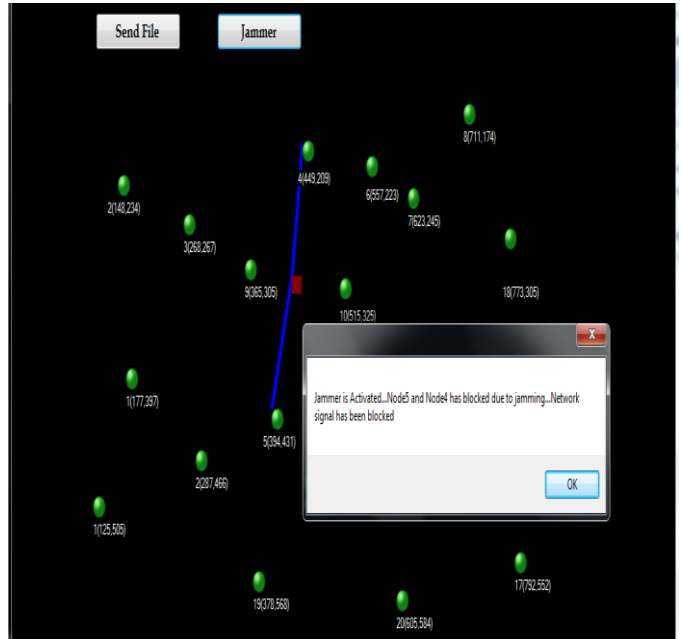 Send File
Jammer
8(711,174)
4(449,209)
6(557,223)
2(148,234)
7(623,245)
3(268,267)
9(365,305)
18(773,305)
10(515,325)
X
Jammer is Activated...Node5 and Node4 has blocked due to jamming...Network
signal has been blocked
1(177,397)
5(394,431)
OK
2(287,466)
1(125,505)
17(792,552)
19(378,568)
20(605,584)